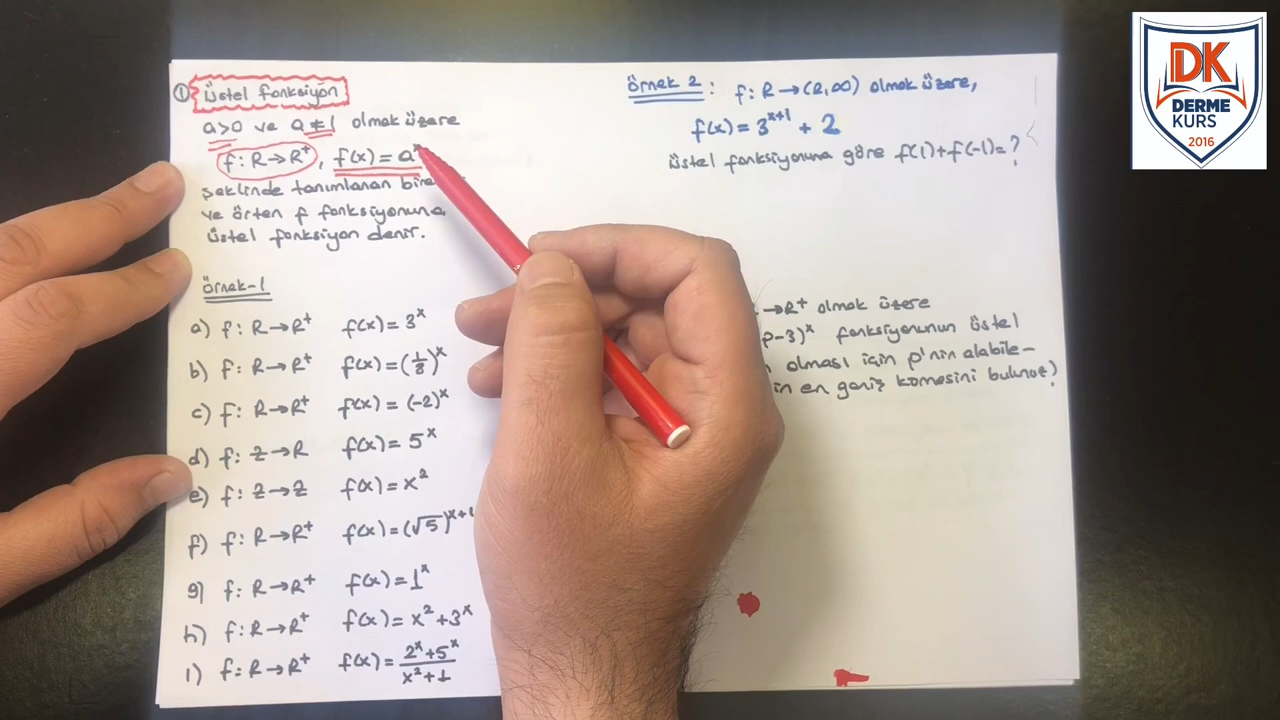 ① üstel fonksiyon
a>0 ve a≠1 olmak üzere
f: R→R⁺, f(x)=aˣ
şeklinde tanımlanan bire
ve örten f fonksiyonuna
üstel fonksiyon denir.
örnek-1
a) f: R→R⁺ f(x)=3ˣ
b) f: R→R⁺ f(x)=(1/8)ˣ
c) f: R→R⁺ f(x)=(-2)ˣ
d) f: Z→R f(x)=5ˣ
e) f: Z→Z f(x)=x²
f) f: R→R⁺ f(x)=(√5)ˣ⁺¹
g) f: R→R⁺ f(x)=1ˣ
h) f: R→R⁺ f(x)=x²+3ˣ
ı) f: R→R⁺ f(x)=(2ˣ+5ˣ)/(x²+1)
örnek 2: f: R→(2,∞) olmak üzere,
f(x)=3ˣ⁺¹+2
üstel fonksiyonuna göre f(1)+f(-1)=?
→R⁺ olmak üzere
p-3)ˣ fonksiyonunun üstel
olması için p'nin alabile-
en geniş kümesini bulunuz)
DK
DERME
KURS
2016